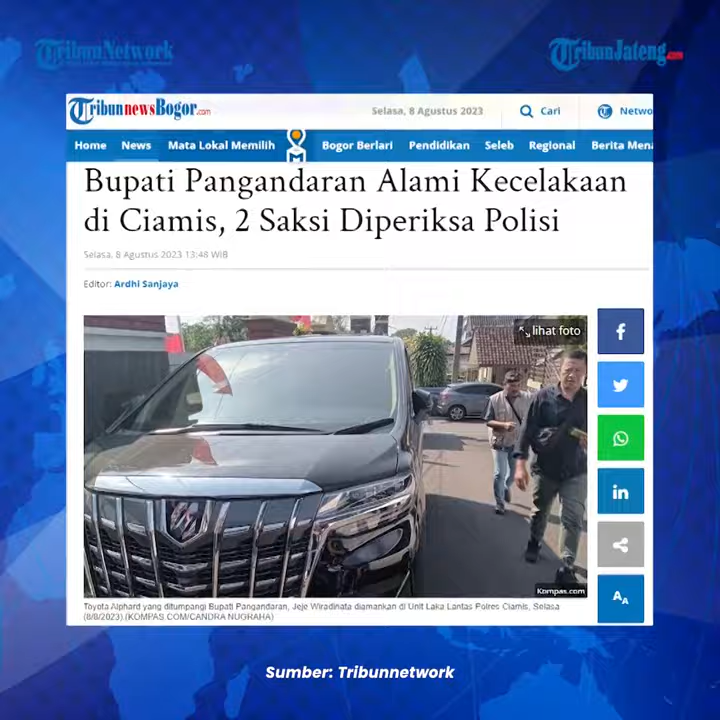 TribunNetwork
TribunJateng.com
TribunnewsBogor.com
Selasa, 8 Agustus 2023
Cari
Netwo
Home News Mata Lokal Memilih Bogor Berlari Pendidikan Seleb Regional Berita Mena
Bupati Pangandaran Alami Kecelakaan
di Ciamis, 2 Saksi Diperiksa Polisi
Selasa, 8 Agustus 2023 13:48 WIB
Editor: Ardhi Sanjaya
lihat foto
Kompas.com
Toyota Alphard yang ditumpangi Bupati Pangandaran, Jeje Wiradinata diamankan di Unit Laka Lantas Polres Ciamis, Selasa
(8/8/2023).(KOMPAS.COM/CANDRA NUGRAHA)
f
in
AA
Sumber: Tribunnetwork